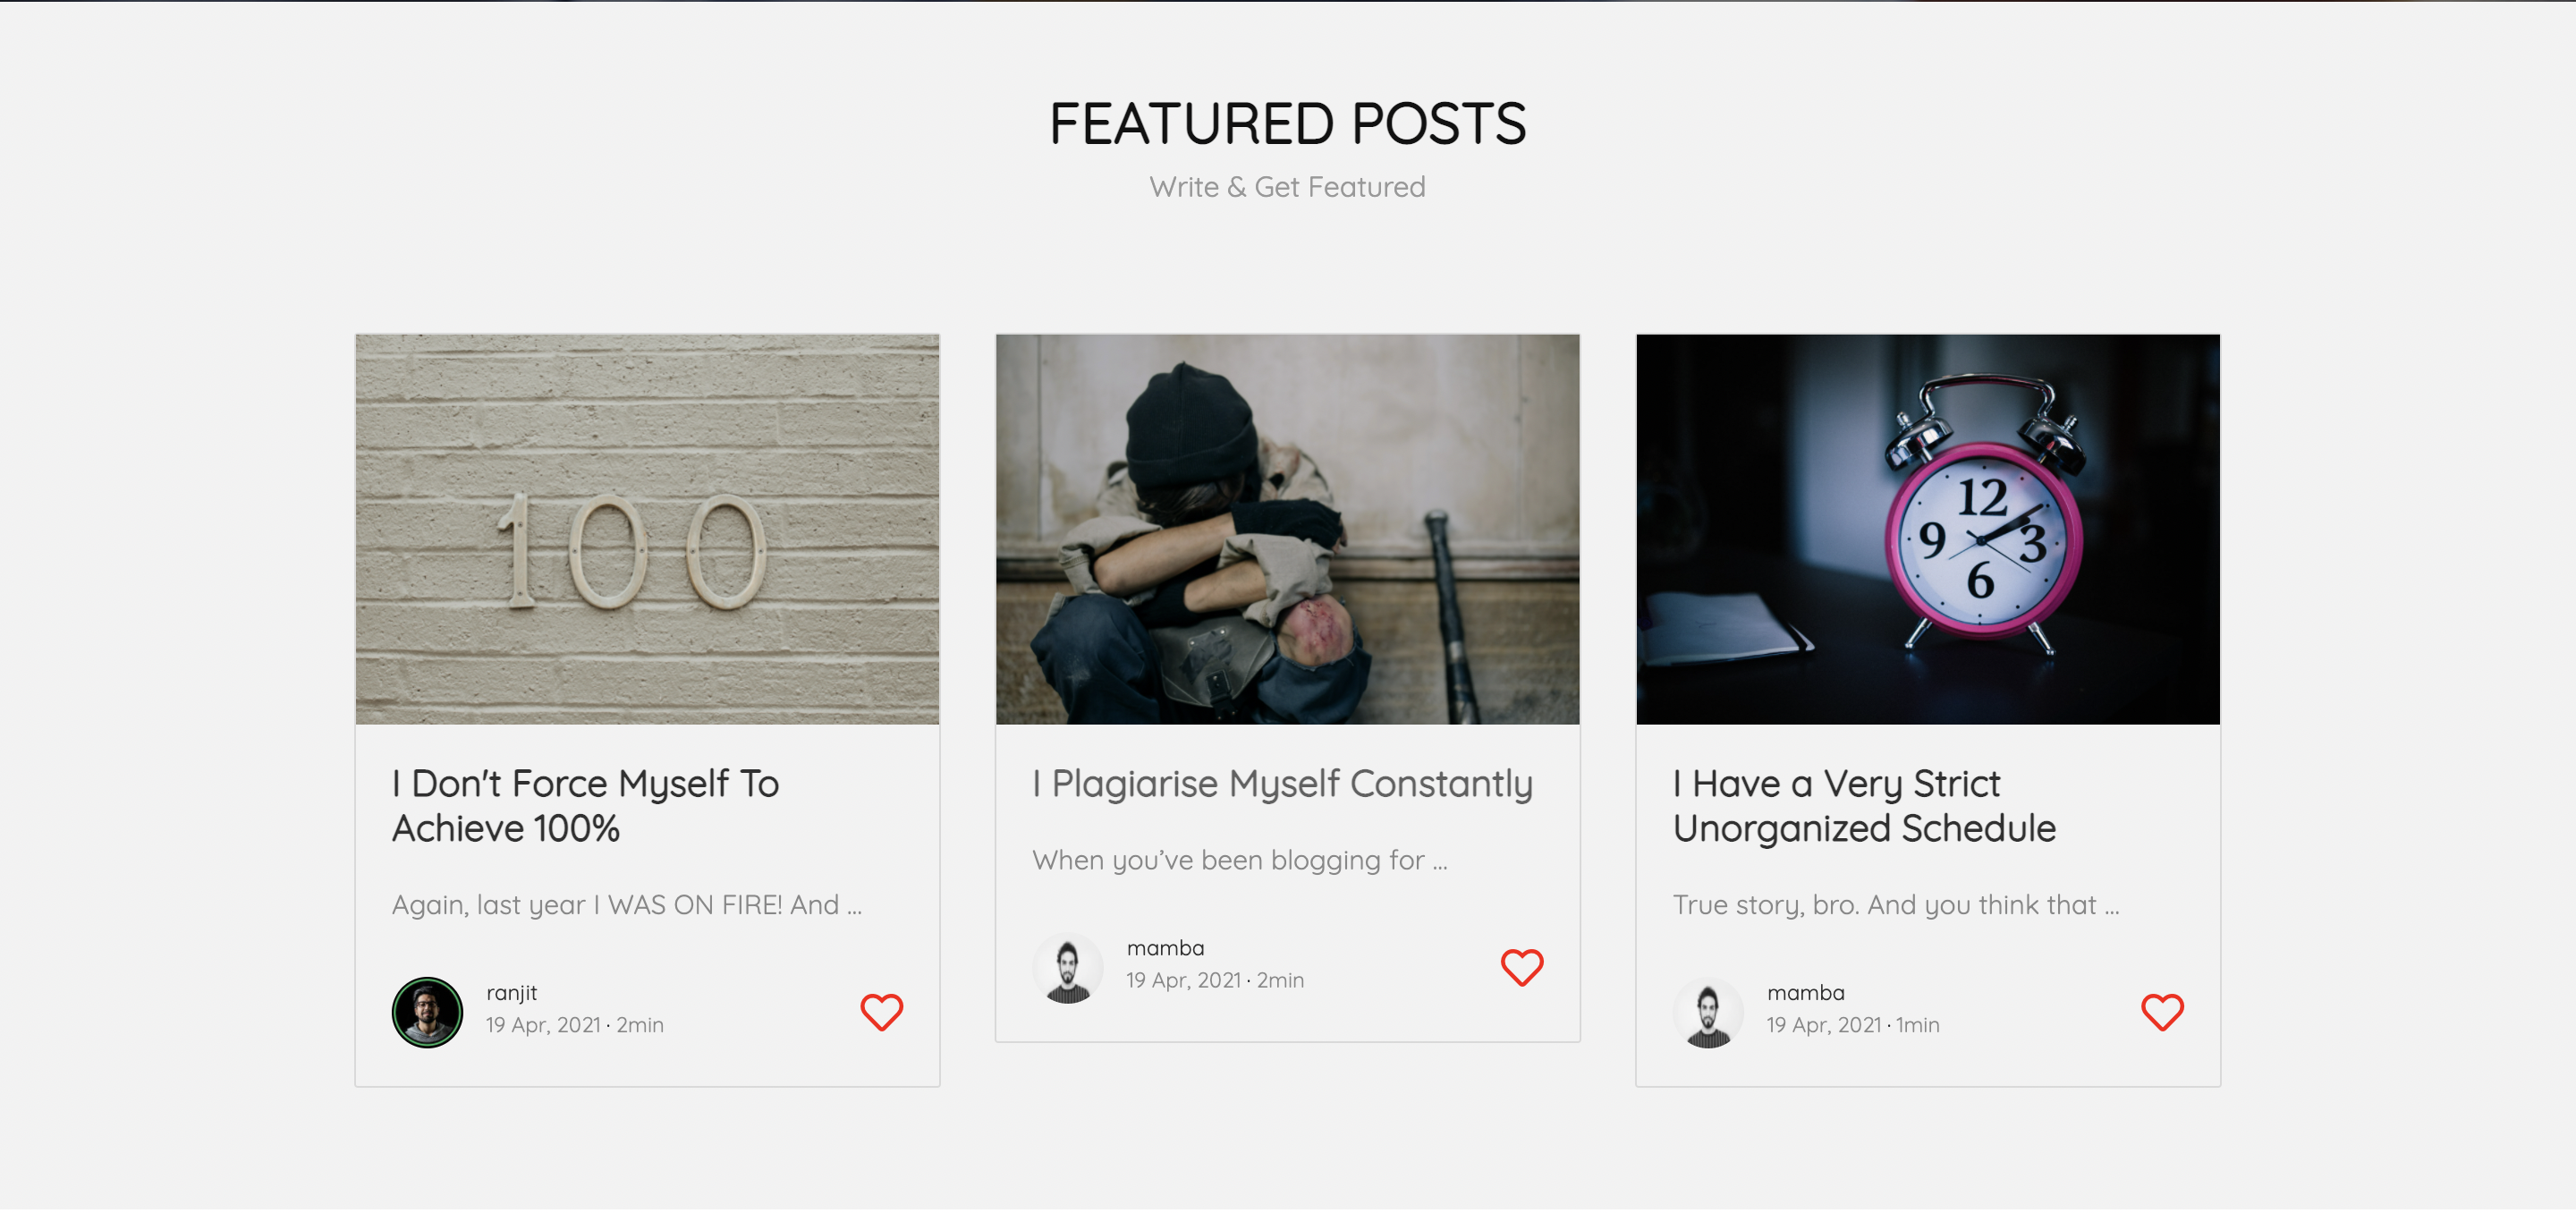 FEATURED POSTS
Write & Get Featured
100
I Don't Force Myself To
Achieve 100%
Again, last year I WAS ON FIRE! And ...
ranjit
19 Apr, 2021 · 2min
I Plagiarise Myself Constantly
When you’ve been blogging for ...
mamba
19 Apr, 2021 · 2min
12
9
3
6
I Have a Very Strict
Unorganized Schedule
True story, bro. And you think that ...
mamba
19 Apr, 2021 · 1min